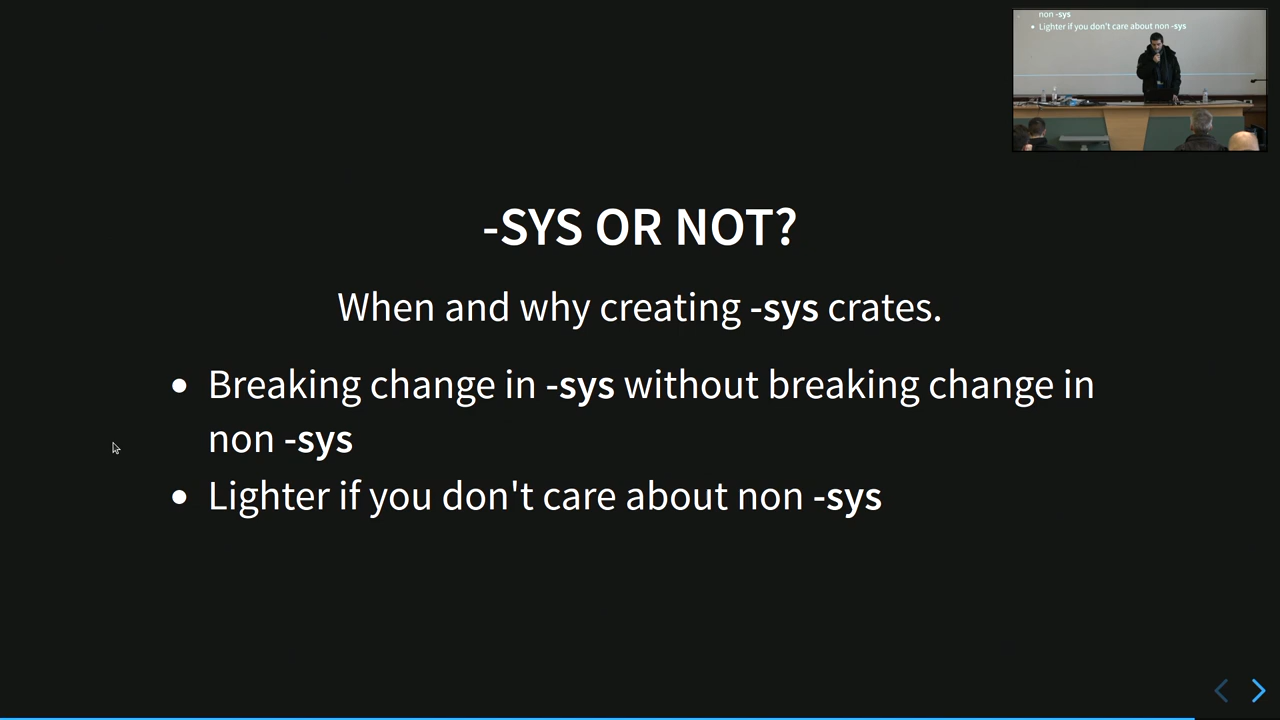 non -sys
• Lighter if you don't care about non -sys
-SYS OR NOT?
When and why creating -sys crates.
• Breaking change in -sys without breaking change in
non -sys
• Lighter if you don't care about non -sys